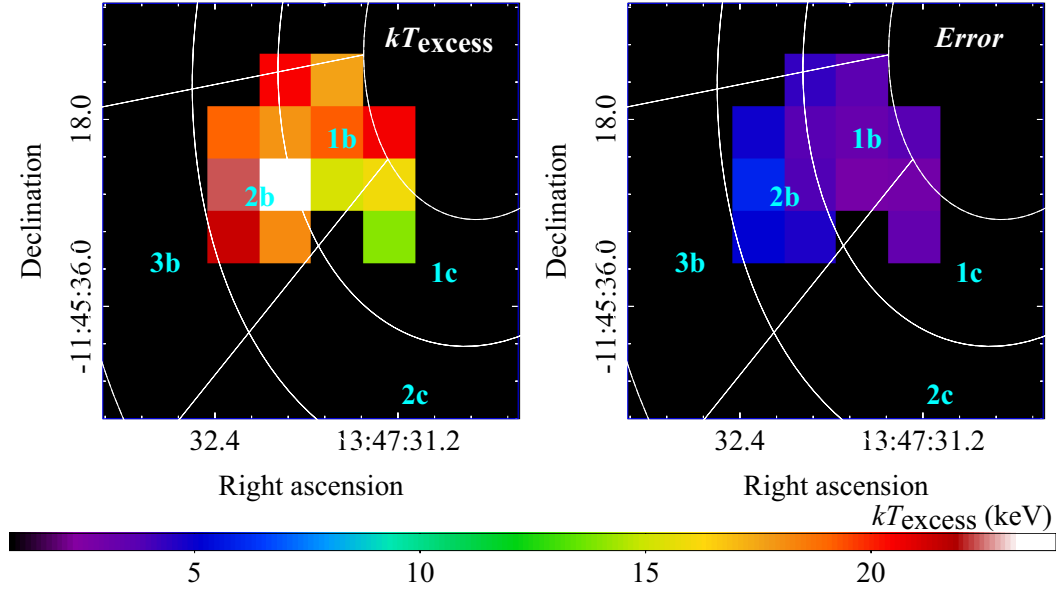 kTexcess
Error
18.0
1b
2b
3b
1c
2c
Declination
-11:45:36.0
32.4
13:47:31.2
Right ascension
18.0
1b
2b
3b
1c
2c
Declination
-11:45:36.0
32.4
13:47:31.2
Right ascension
kTexcess (keV)
5 10 15 20